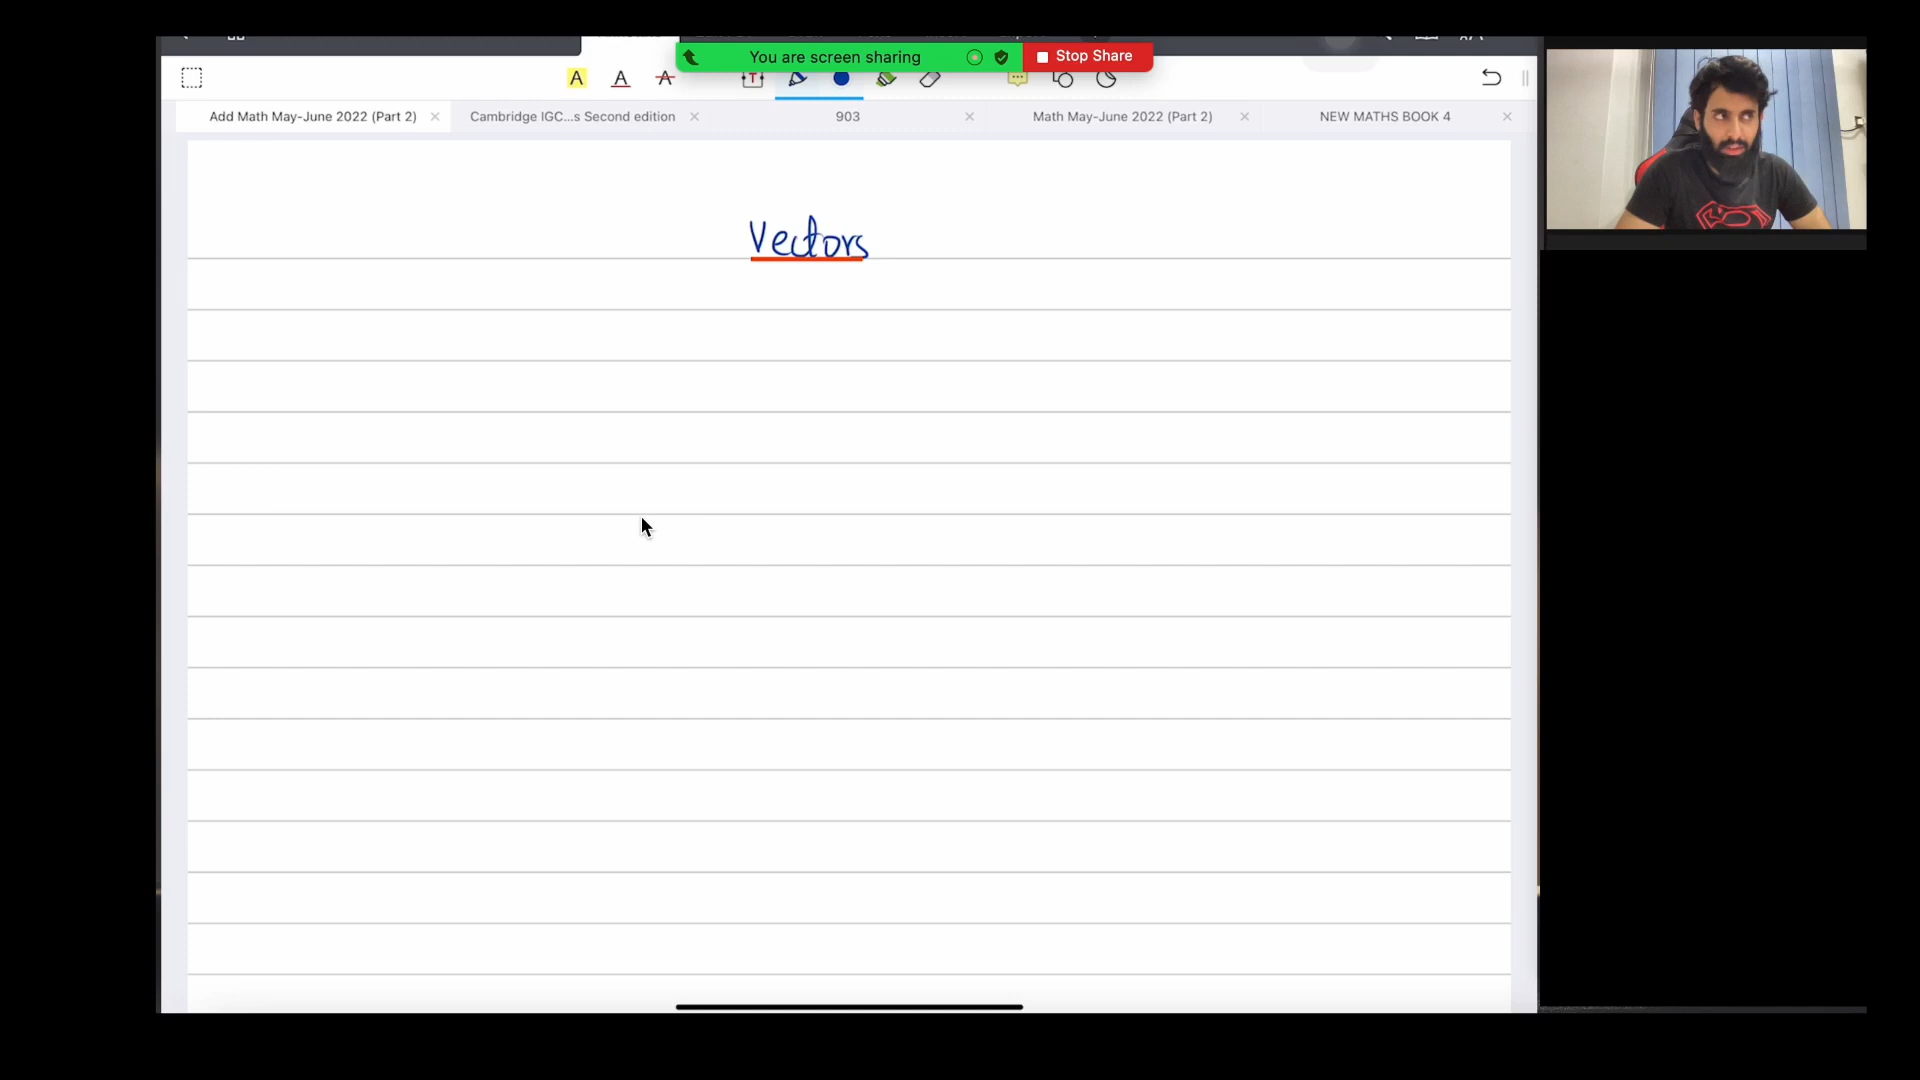 You are screen sharing Stop Share
A A A T
Add Math May-June 2022 (Part 2) Cambridge IGC...s Second edition 903 Math May-June 2022 (Part 2) NEW MATHS BOOK 4
Vectors